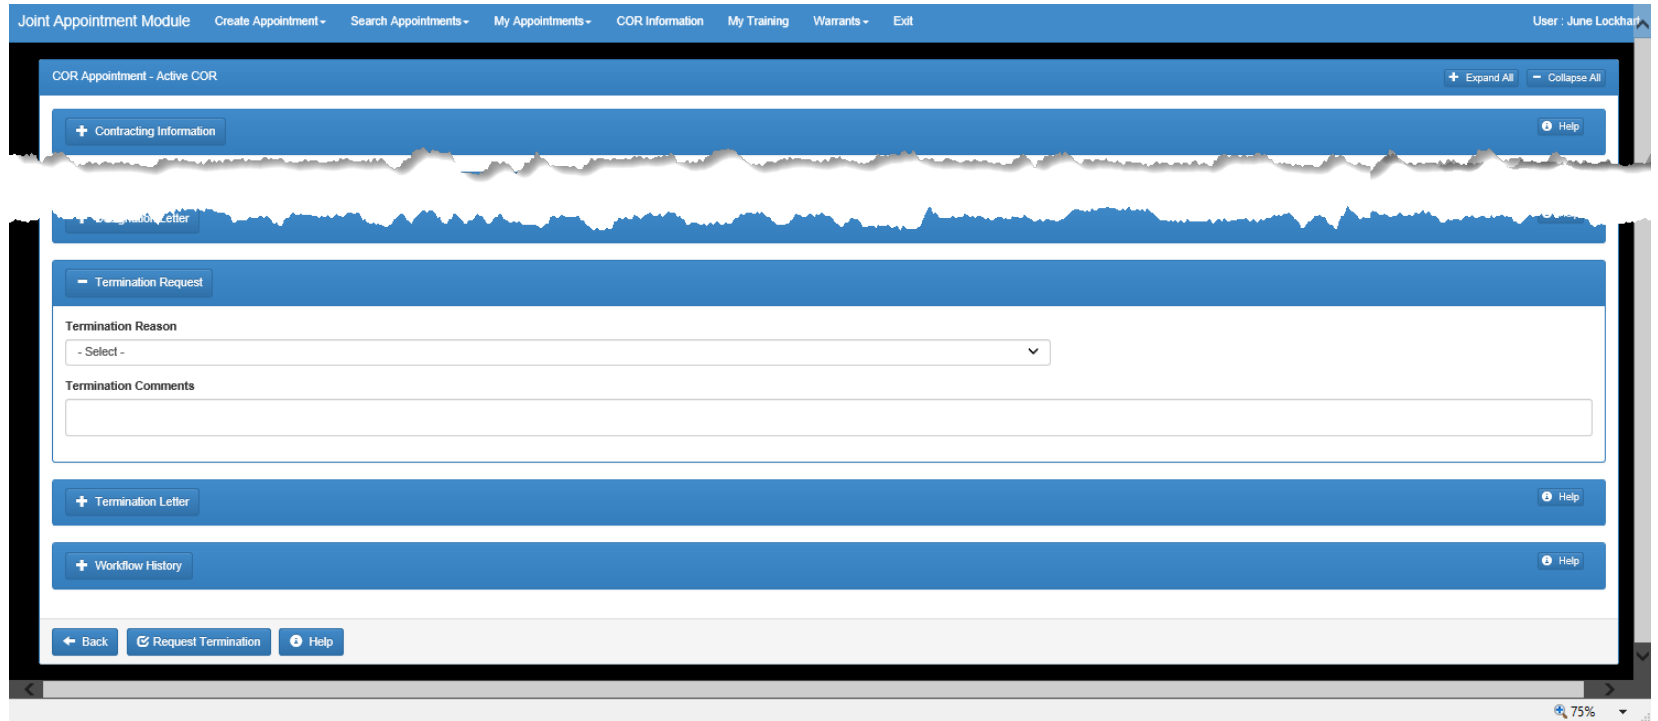 Joint Appointment Module Create Appointment Search Appointments My Appointments COR Information My Training Warrants Exit User : June Lockhart
COR Appointment - Active COR Expand All Collapse All
Contracting Information Help
Designation Letter
Termination Request
Termination Reason
- Select -
Termination Comments
Termination Letter Help
Workflow History Help
Back Request Termination Help
75%